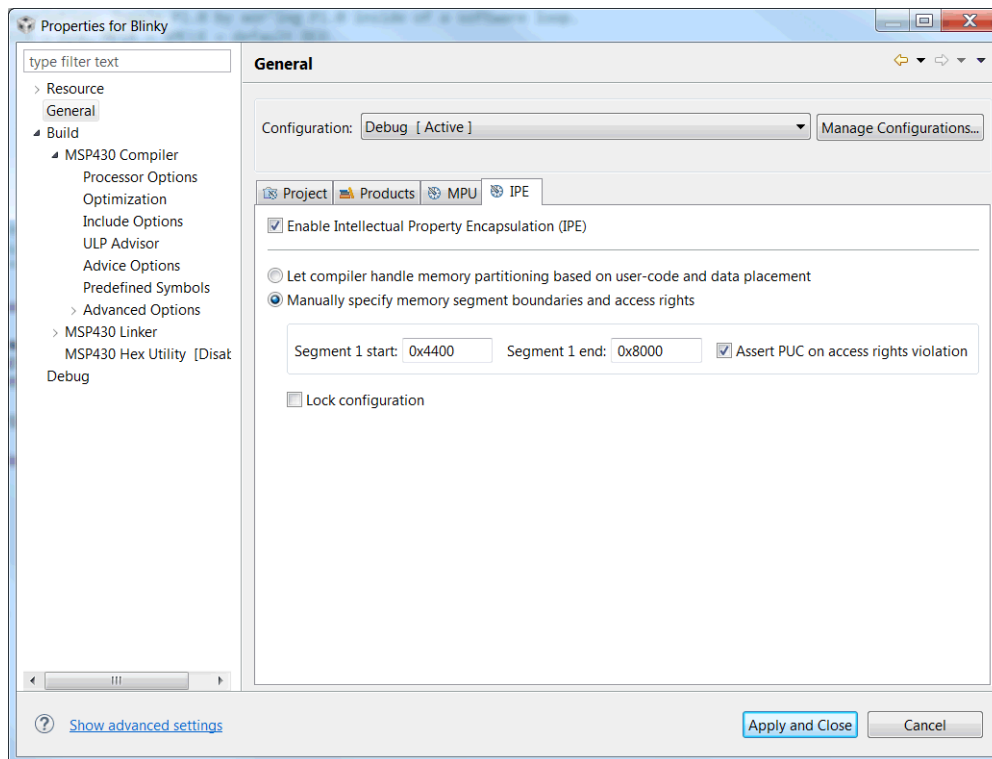 Properties for Blinky
type filter text
Resource
General
Build
MSP430 Compiler
Processor Options
Optimization
Include Options
ULP Advisor
Advice Options
Predefined Symbols
Advanced Options
MSP430 Linker
MSP430 Hex Utility [Disab
Debug
General
Configuration: Debug [ Active ] Manage Configurations...
Project Products MPU IPE
Enable Intellectual Property Encapsulation (IPE)
Let compiler handle memory partitioning based on user-code and data placement
Manually specify memory segment boundaries and access rights
Segment 1 start: 0x4400 Segment 1 end: 0x8000 Assert PUC on access rights violation
Lock configuration
Show advanced settings
Apply and Close Cancel